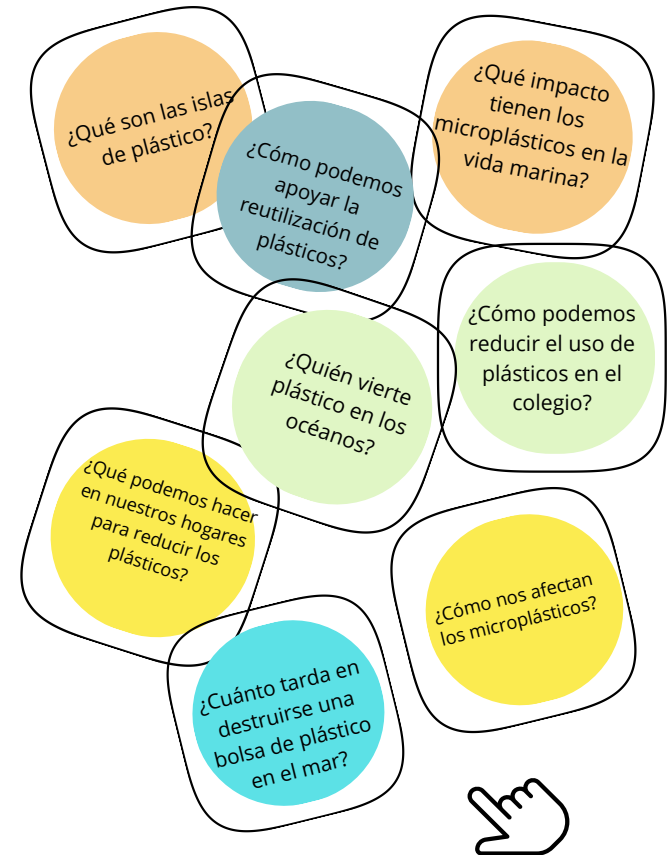 ¿Qué son las islas
de plástico?
¿Qué impacto
tienen los
microplásticos en la
vida marina?
¿Cómo podemos
apoyar la
reutilización de
plásticos?
¿Cómo podemos
reducir el uso de
plásticos en el
colegio?
¿Quién vierte
plástico en los
océanos?
¿Qué podemos hacer
en nuestros hogares
para reducir los
plásticos?
¿Cómo nos afectan
los microplásticos?
¿Cuánto tarda en
destruirse una
bolsa de plástico
en el mar?